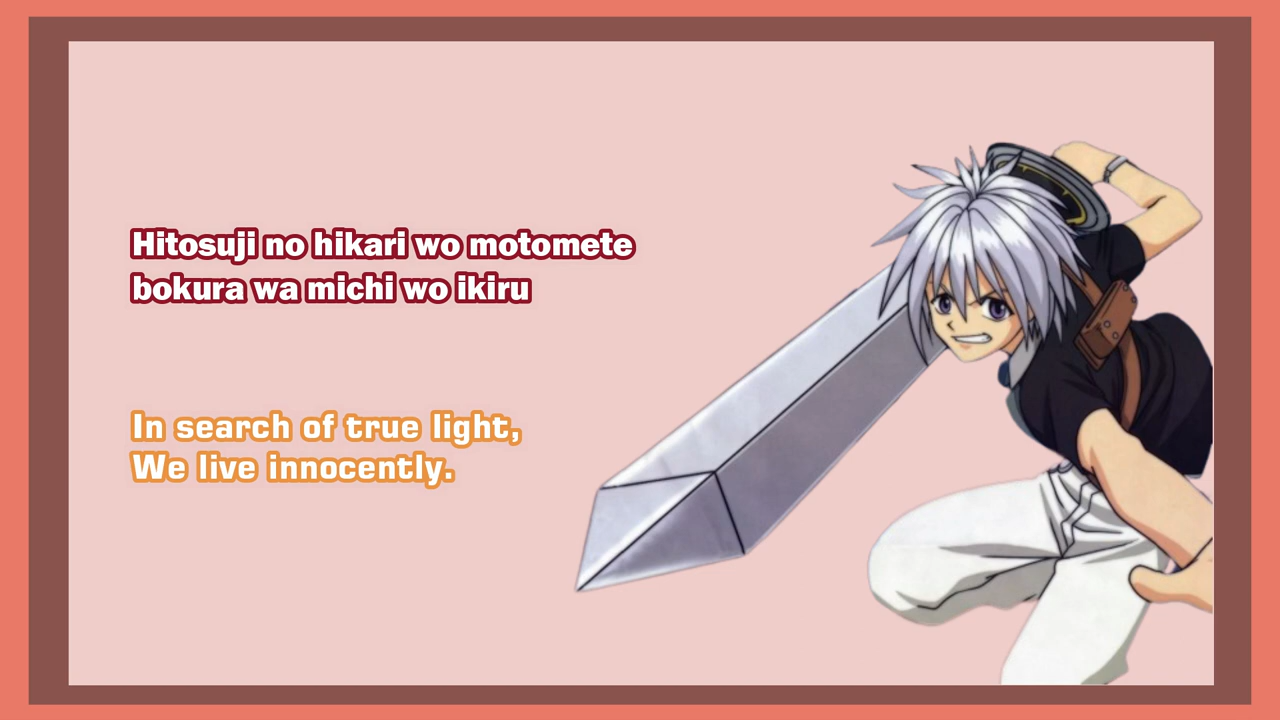 Hitosuji no hikari wo motomete
bokura wa michi wo ikiru
In search of true light,
We live innocently.